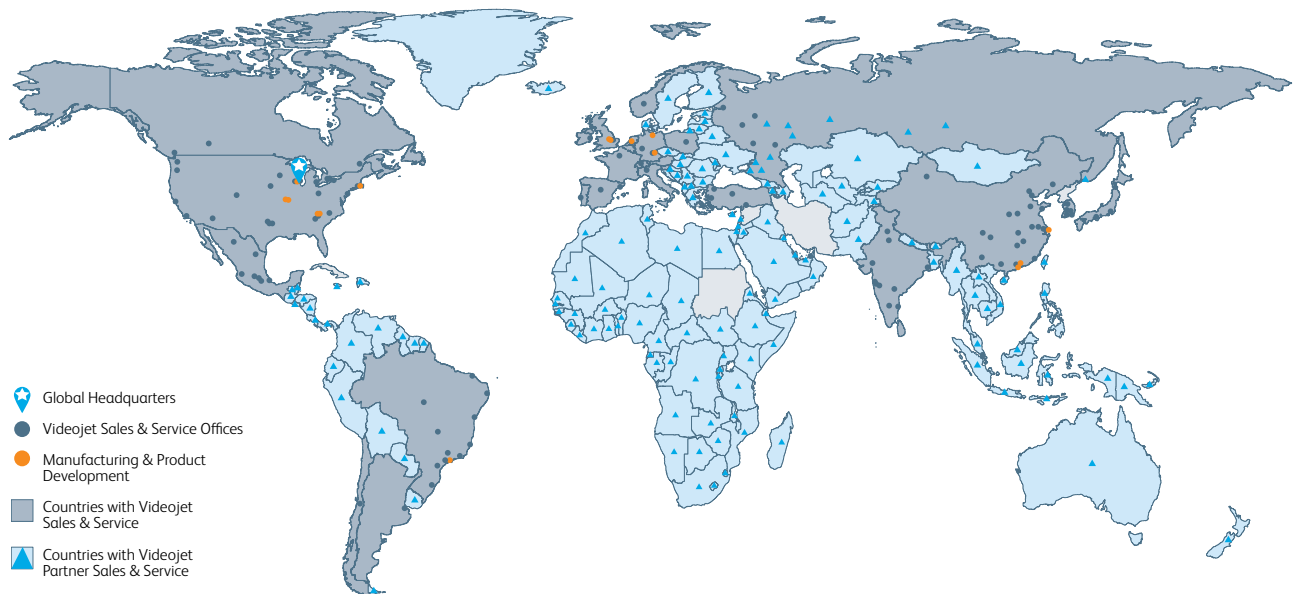 Global Headquarters
Videojet Sales & Service Offices
Manufacturing & Product
Development
Countries with Videojet
Sales & Service
Countries with Videojet
Partner Sales & Service